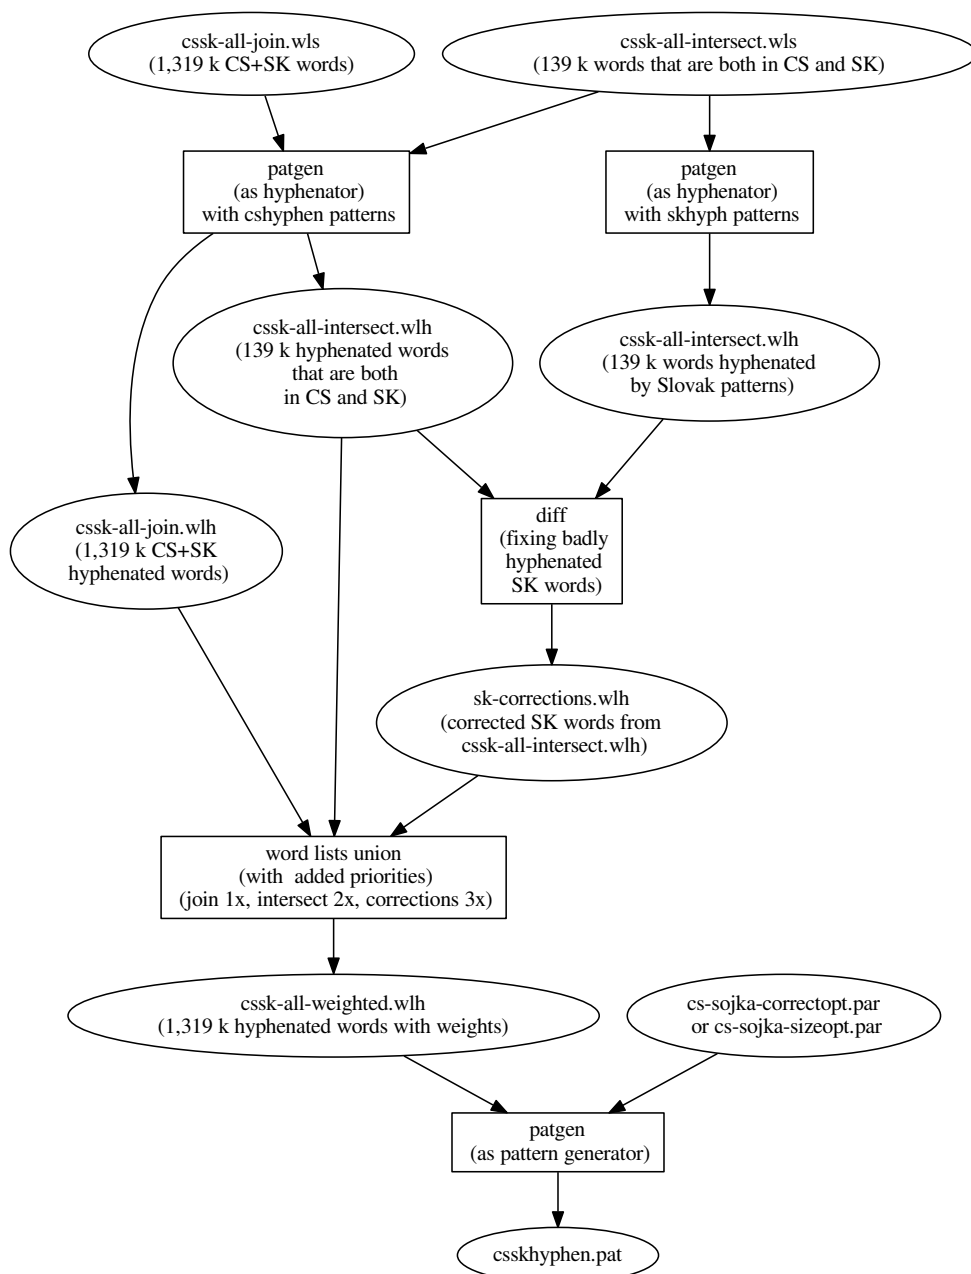 cssk-all-join.wls
(1,319 k CS+SK words)
cssk-all-intersect.wls
(139 k words that are both in CS and SK)
patgen
(as hyphenator)
with cshyphen patterns
patgen
(as hyphenator)
with skhyph patterns
cssk-all-intersect.wlh
(139 k hyphenated words
that are both
in CS and SK)
cssk-all-intersect.wlh
(139 k words hyphenated
by Slovak patterns)
cssk-all-join.wlh
(1,319 k CS+SK
hyphenated words)
diff
(fixing badly
hyphenated
SK words)
sk-corrections.wlh
(corrected SK words from
cssk-all-intersect.wlh)
word lists union
(with added priorities)
(join 1x, intersect 2x, corrections 3x)
cssk-all-weighted.wlh
(1,319 k hyphenated words with weights)
cs-sojka-correctopt.par
or cs-sojka-sizeopt.par
patgen
(as pattern generator)
csskhyphen.pat